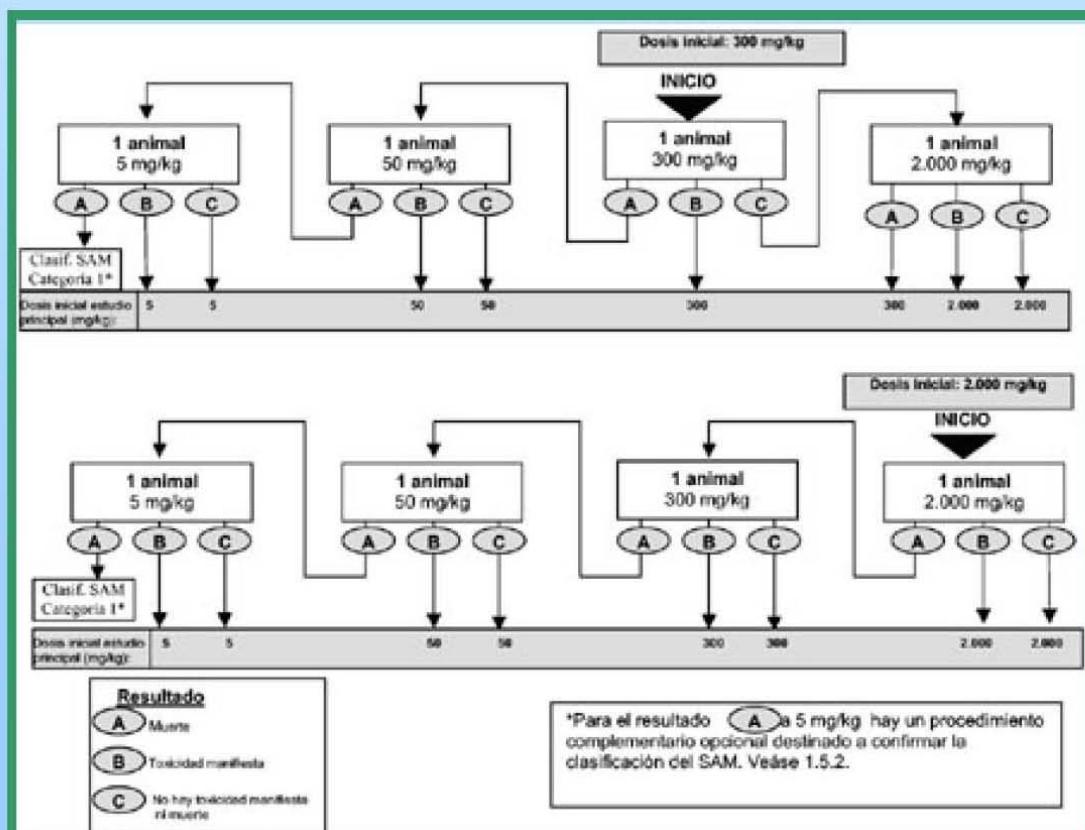 Dosis inicial: 300 mg/kg
INICIO
1 animal
5 mg/kg
1 animal
50 mg/kg
1 animal
300 mg/kg
1 animal
2.000 mg/kg
A B C A B C A B C A B C
Clasif. SAM
Categoría 1*
Dosis inicial estudio
principal (mg/kg):
5 5 50 50 300 300 2.000 2.000
Dosis inicial: 2.000 mg/kg
INICIO
1 animal
5 mg/kg
1 animal
50 mg/kg
1 animal
300 mg/kg
1 animal
2.000 mg/kg
A B C A B C A B C A B C
Clasif. SAM
Categoría 1*
Dosis inicial estudio
principal (mg/kg):
5 5 50 50 300 300 2.000 2.000
Resultado
A Muerte
B Toxicidad manifiesta
C No hay toxicidad manifiesta
ni muerte
*Para el resultado A a 5 mg/kg hay un procedimiento
complementario opcional destinado a confirmar la
clasificación del SAM. Veáse 1.5.2.